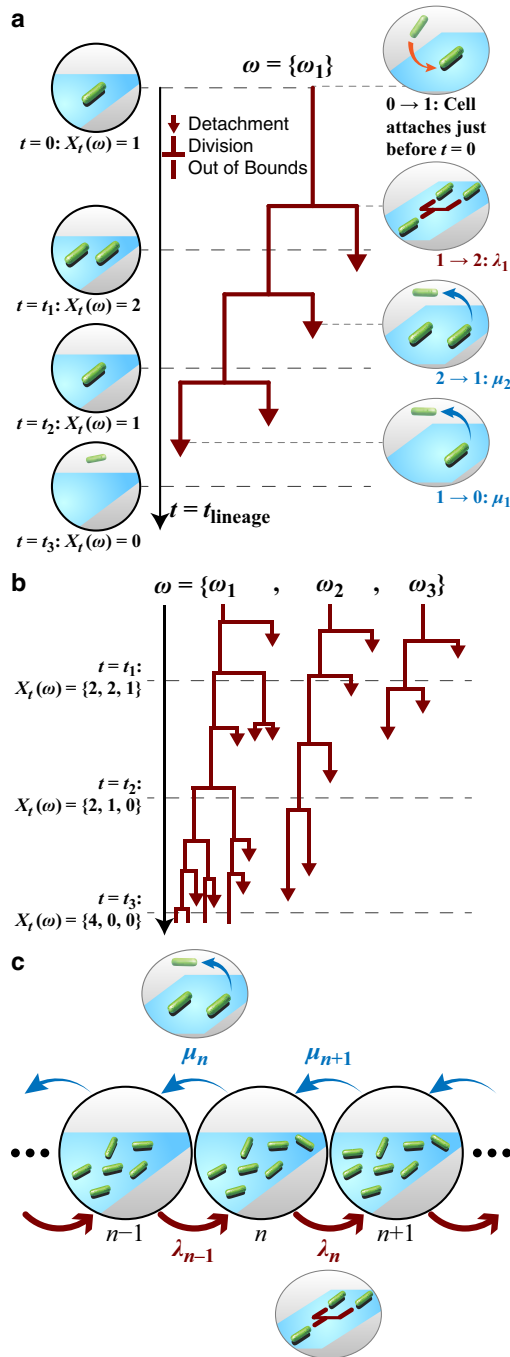 a
ω = {ω₁}
0 → 1: Cell
attaches just
before t = 0
t = 0: Xₜ(ω) = 1
Detachment
Division
Out of Bounds
1 → 2: λ₁
t = t₁: Xₜ(ω) = 2
2 → 1: μ₂
t = t₂: Xₜ(ω) = 1
1 → 0: μ₁
t = t_lineage
t = t₃: Xₜ(ω) = 0
b
ω = {ω₁ , ω₂ , ω₃}
t = t₁:
Xₜ(ω) = {2, 2, 1}
t = t₂:
Xₜ(ω) = {2, 1, 0}
t = t₃:
Xₜ(ω) = {4, 0, 0}
c
μₙ μₙ₊₁
••• •••
n−1 n n+1
λₙ₋₁ λₙ